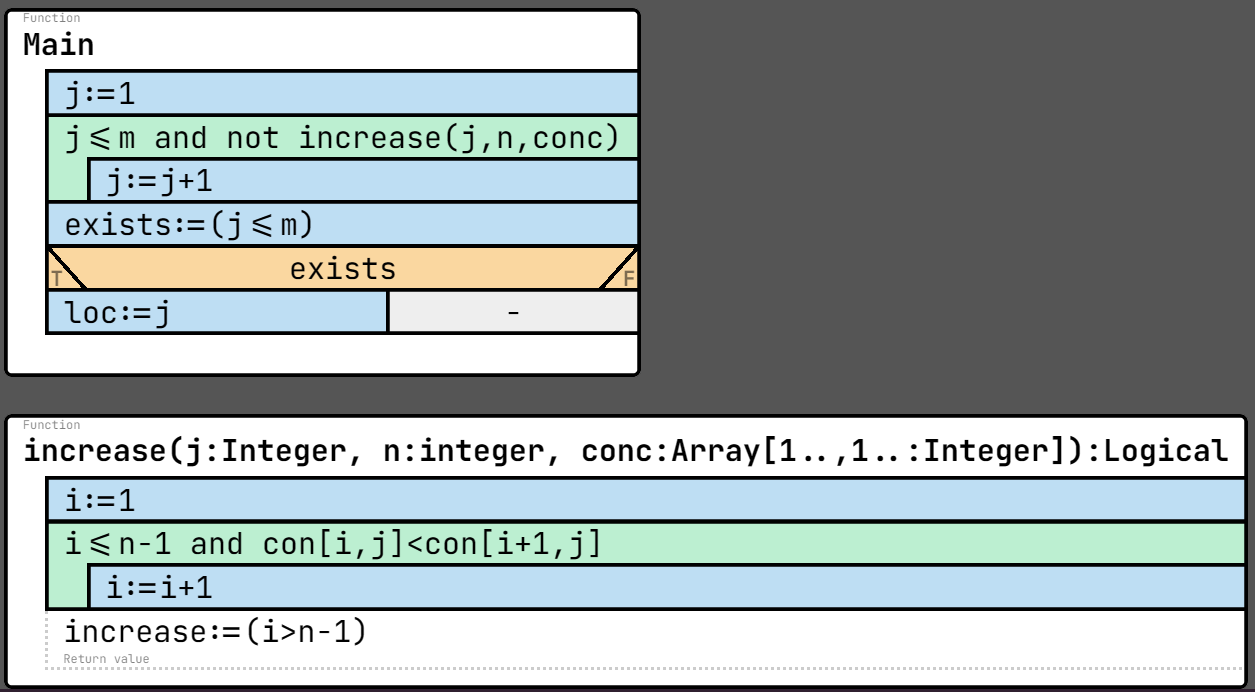 Function
Main
j:=1
j≤m and not increase(j,n,conc)
j:=j+1
exists:=(j≤m)
T exists F
loc:=j -
Function
increase(j:Integer, n:integer, conc:Array[1..,1..:Integer]):Logical
i:=1
i≤n-1 and con[i,j]<con[i+1,j]
i:=i+1
increase:=(i>n-1)
Return value